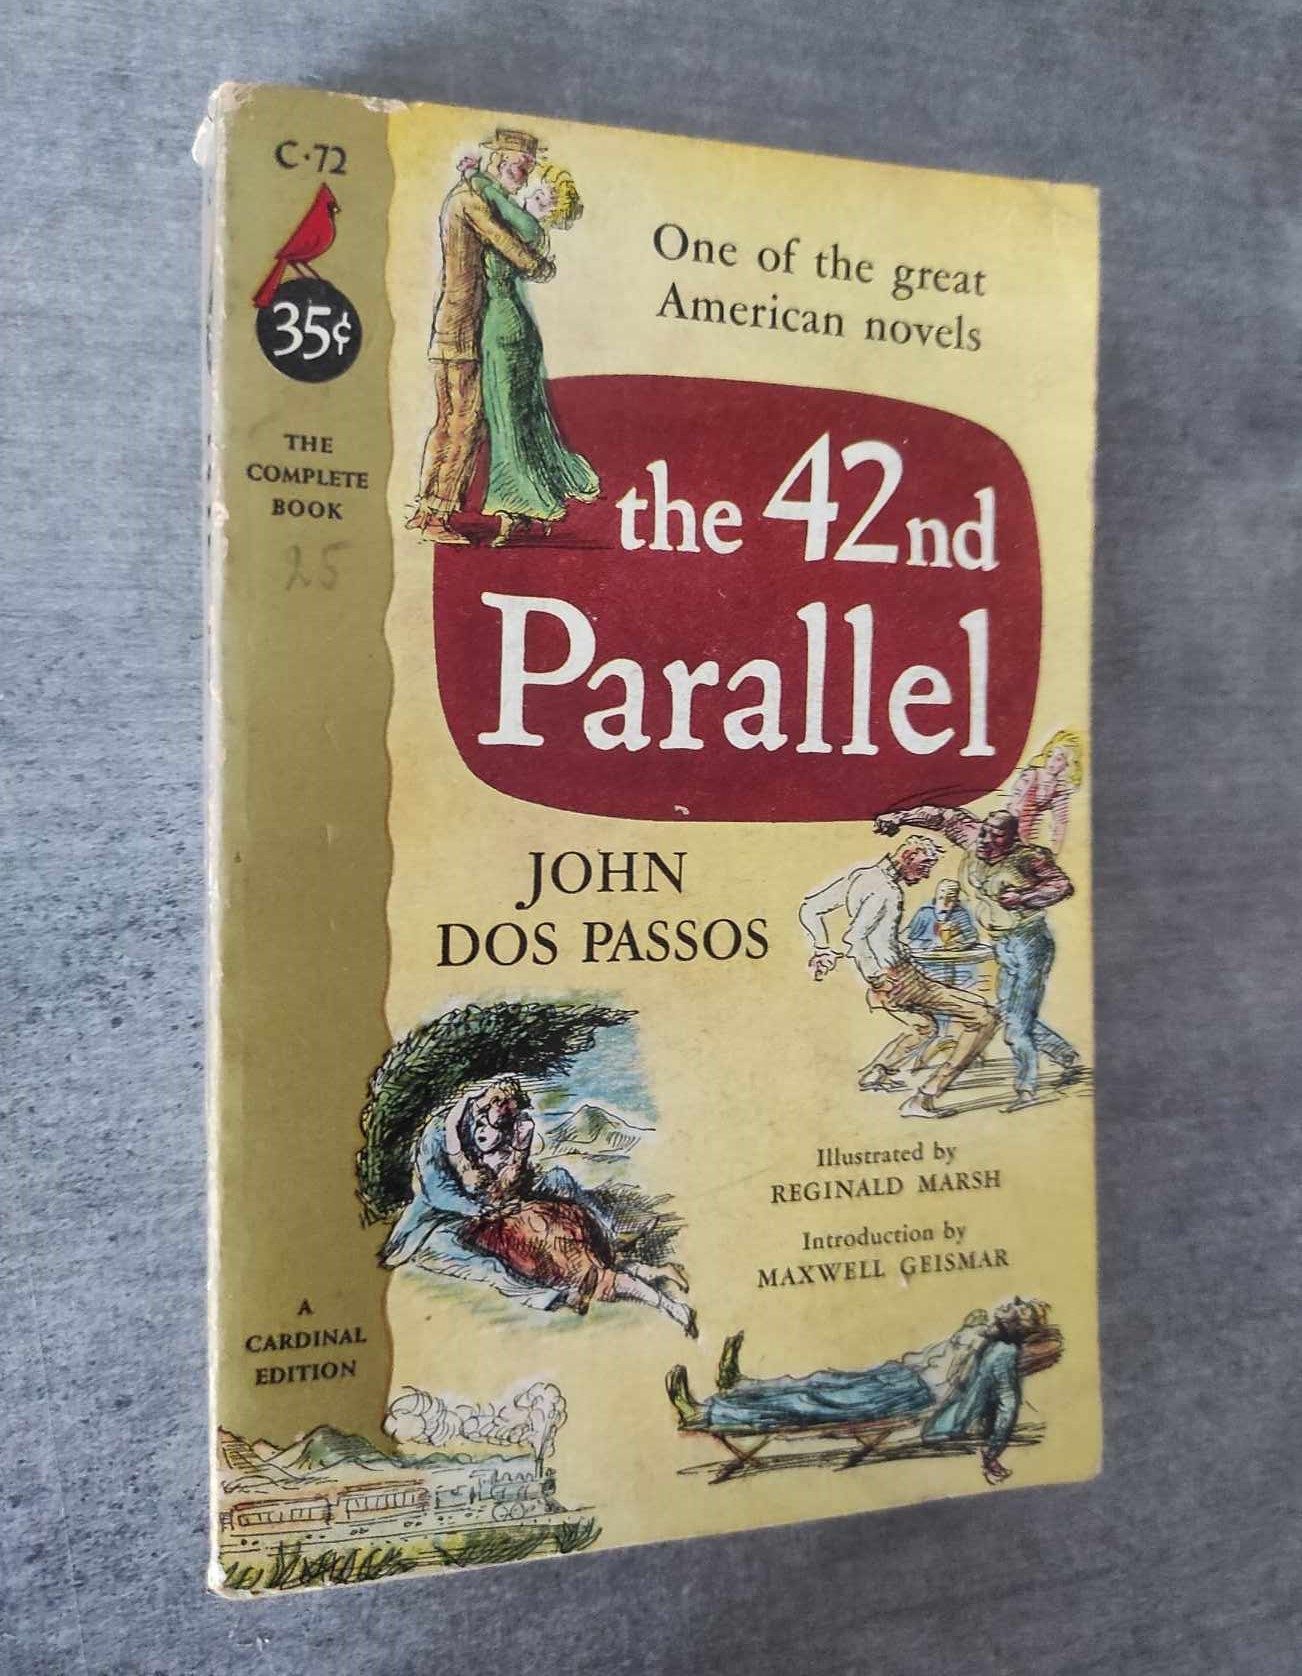 C·72
35¢
THE
COMPLETE
BOOK
25
One of the great
American novels
the 42nd
Parallel
JOHN
DOS PASSOS
Illustrated by
REGINALD MARSH
Introduction by
MAXWELL GEISMAR
A
CARDINAL
EDITION